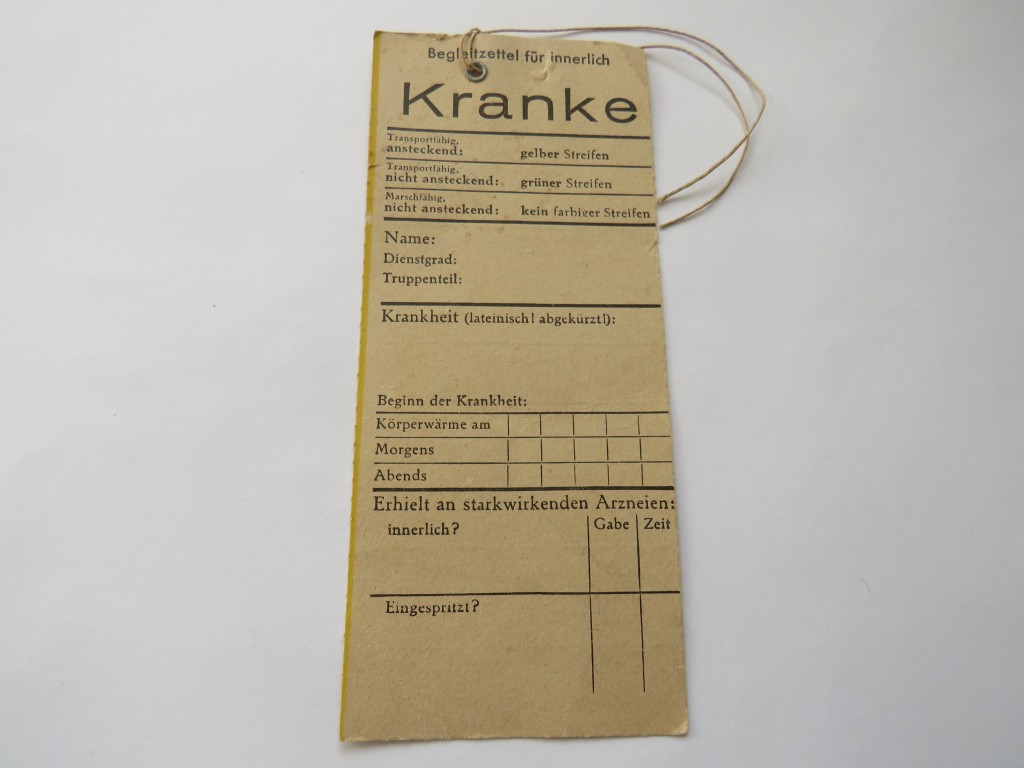 Begleitzettel für innerlich
Kranke
Transportfähig,
ansteckend: gelber Streifen
Transportfähig,
nicht ansteckend: grüner Streifen
Marschfähig,
nicht ansteckend: kein farbiger Streifen
Name:
Dienstgrad:
Truppenteil:
Krankheit (lateinisch! abgekürzt!):
Beginn der Krankheit:
Körperwärme am
Morgens
Abends
Erhielt an starkwirkenden Arzneien:
innerlich? Gabe Zeit
Eingespritzt?